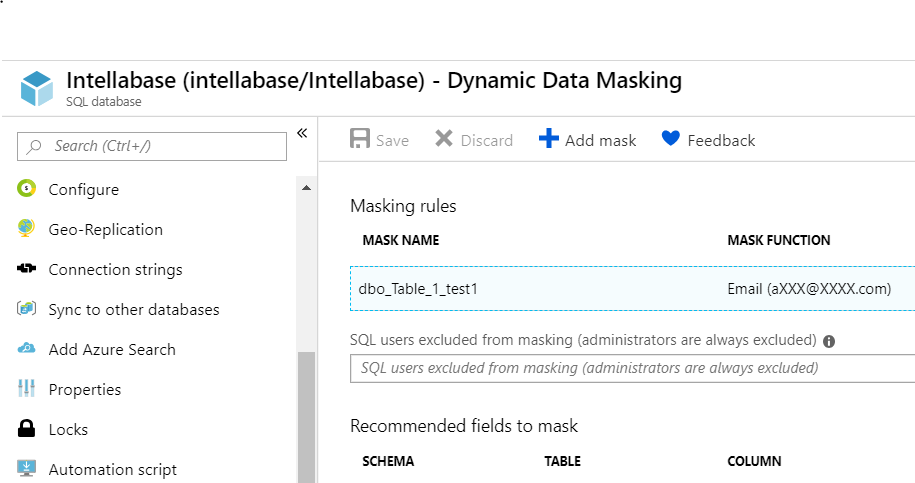 Intellabase (intellabase/Intellabase) - Dynamic Data Masking
SQL database
Search (Ctrl+/)
«
Configure
Geo-Replication
Connection strings
Sync to other databases
Add Azure Search
Properties
Locks
Automation script
Save Discard Add mask Feedback
Masking rules
MASK NAME MASK FUNCTION
dbo_Table_1_test1 Email (aXXX@XXXX.com)
SQL users excluded from masking (administrators are always excluded)
SQL users excluded from masking (administrators are always excluded)
Recommended fields to mask
SCHEMA TABLE COLUMN